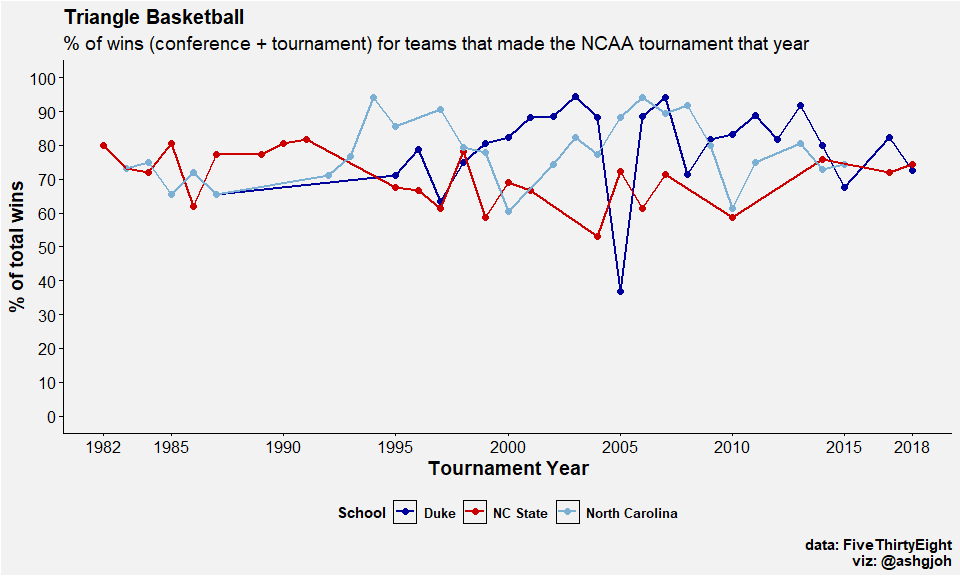 Triangle Basketball
% of wins (conference + tournament) for teams that made the NCAA tournament that year
100
90
80
70
60
50
40
30
20
10
0
% of total wins
1982 1985 1990 1995 2000 2005 2010 2015 2018
Tournament Year
School Duke NC State North Carolina
data: FiveThirtyEight
viz: @ashgjoh